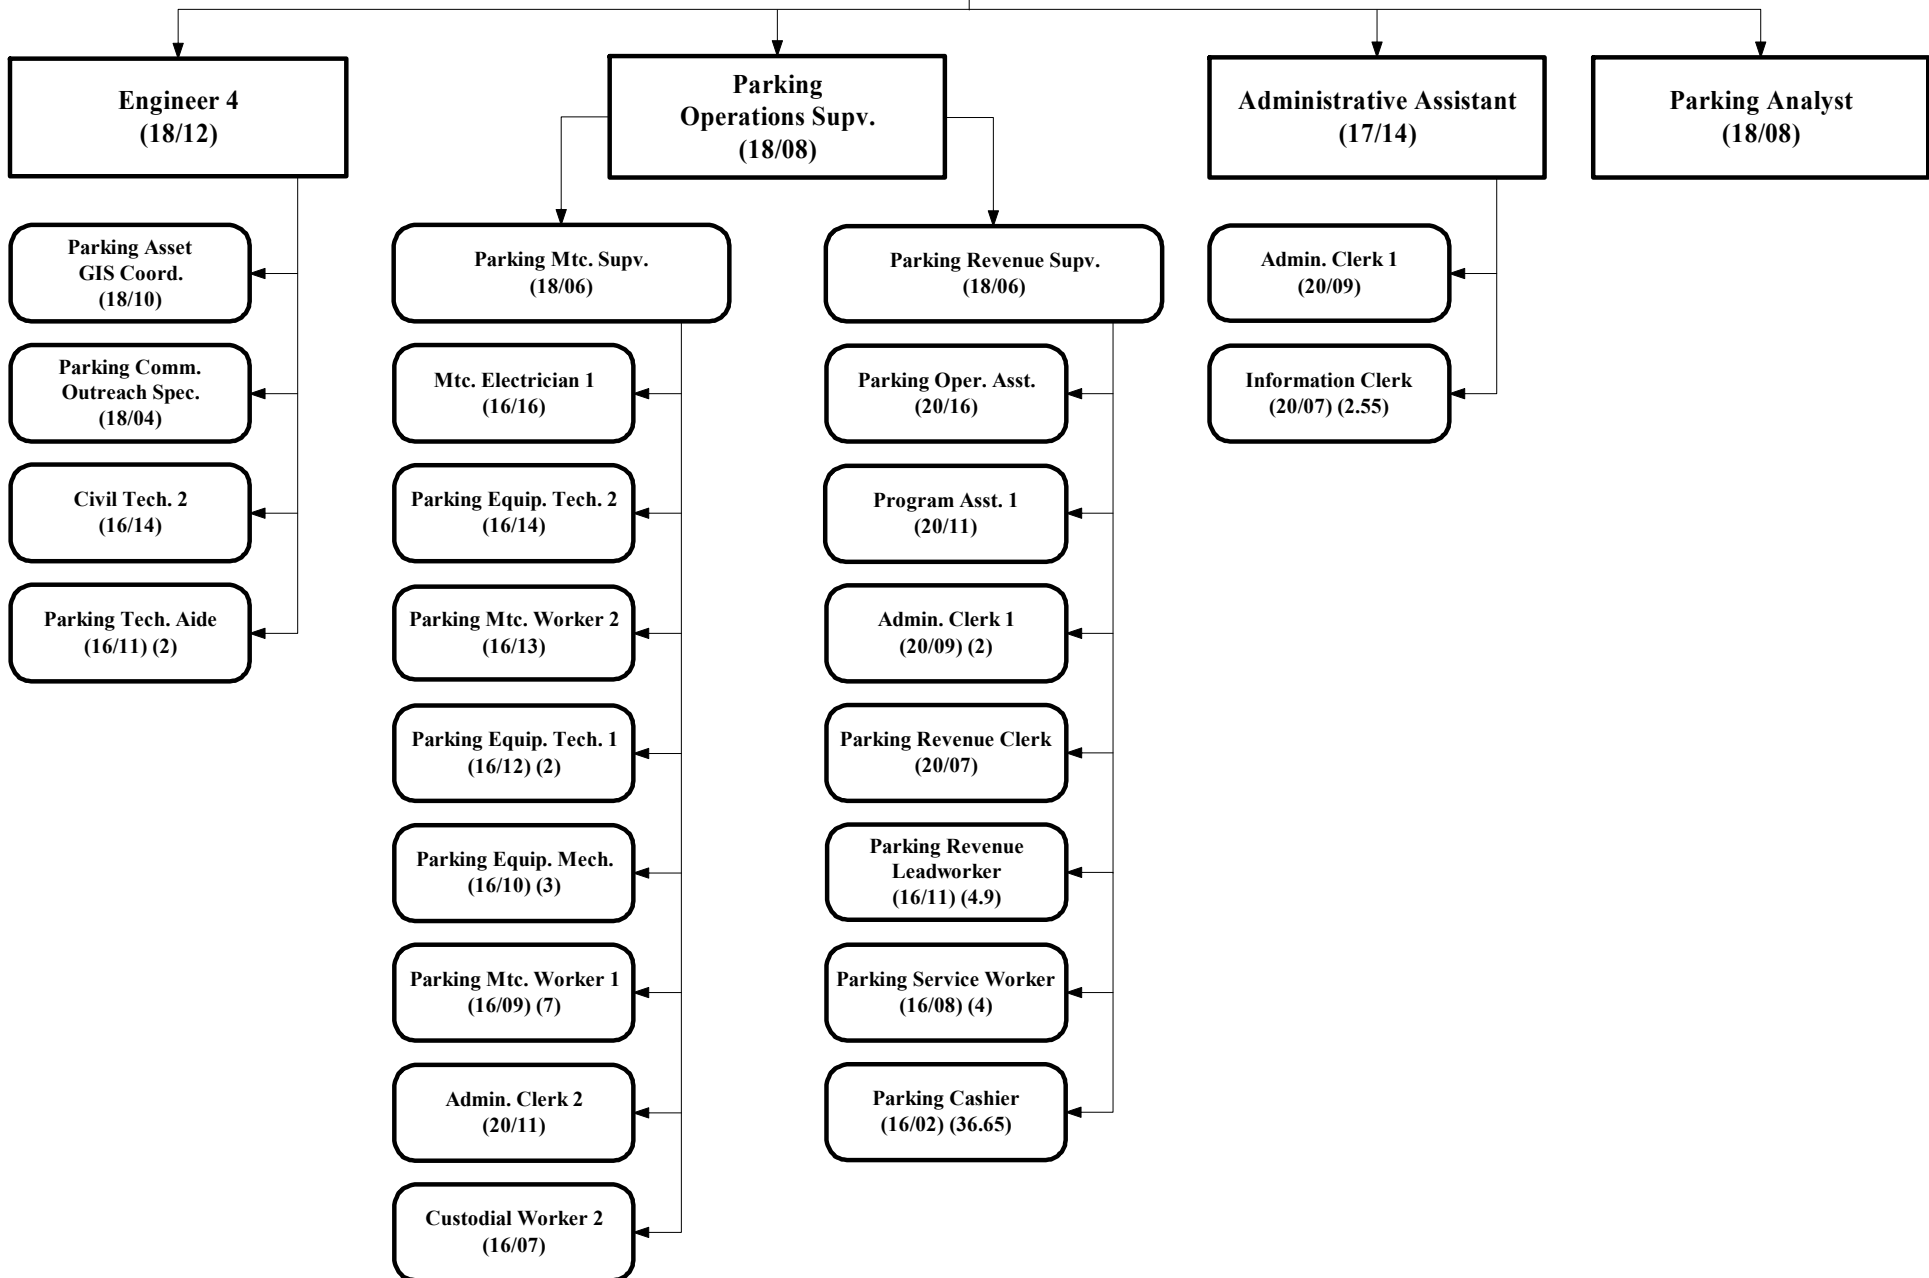 Engineer 4
(18/12)
Parking
Operations Supv.
(18/08)
Administrative Assistant
(17/14)
Parking Analyst
(18/08)
Parking Asset
GIS Coord.
(18/10)
Parking Comm.
Outreach Spec.
(18/04)
Civil Tech. 2
(16/14)
Parking Tech. Aide
(16/11) (2)
Parking Mtc. Supv.
(18/06)
Mtc. Electrician 1
(16/16)
Parking Equip. Tech. 2
(16/14)
Parking Mtc. Worker 2
(16/13)
Parking Equip. Tech. 1
(16/12) (2)
Parking Equip. Mech.
(16/10) (3)
Parking Mtc. Worker 1
(16/09) (7)
Admin. Clerk 2
(20/11)
Custodial Worker 2
(16/07)
Parking Revenue Supv.
(18/06)
Parking Oper. Asst.
(20/16)
Program Asst. 1
(20/11)
Admin. Clerk 1
(20/09) (2)
Parking Revenue Clerk
(20/07)
Parking Revenue
Leadworker
(16/11) (4.9)
Parking Service Worker
(16/08) (4)
Parking Cashier
(16/02) (36.65)
Admin. Clerk 1
(20/09)
Information Clerk
(20/07) (2.55)